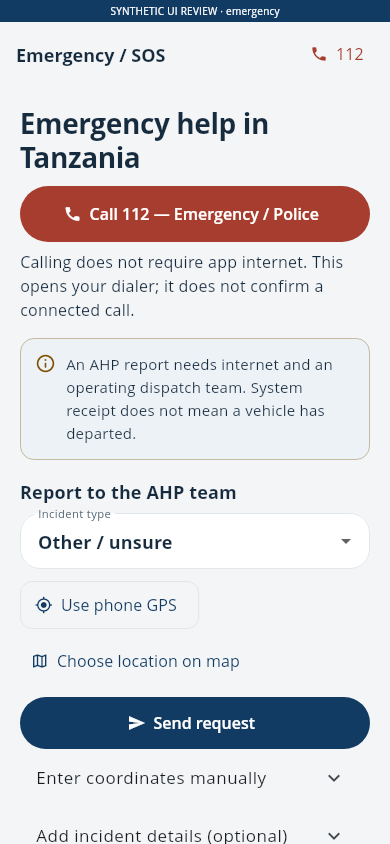 SYNTHETIC UI REVIEW · emergency
Emergency / SOS
112
Emergency help in
Tanzania
Call 112 — Emergency / Police
Calling does not require app internet. This
opens your dialer; it does not confirm a
connected call.
An AHP report needs internet and an
operating dispatch team. System
receipt does not mean a vehicle has
departed.
Report to the AHP team
Incident type
Other / unsure
Use phone GPS
Choose location on map
Send request
Enter coordinates manually
Add incident details (optional)